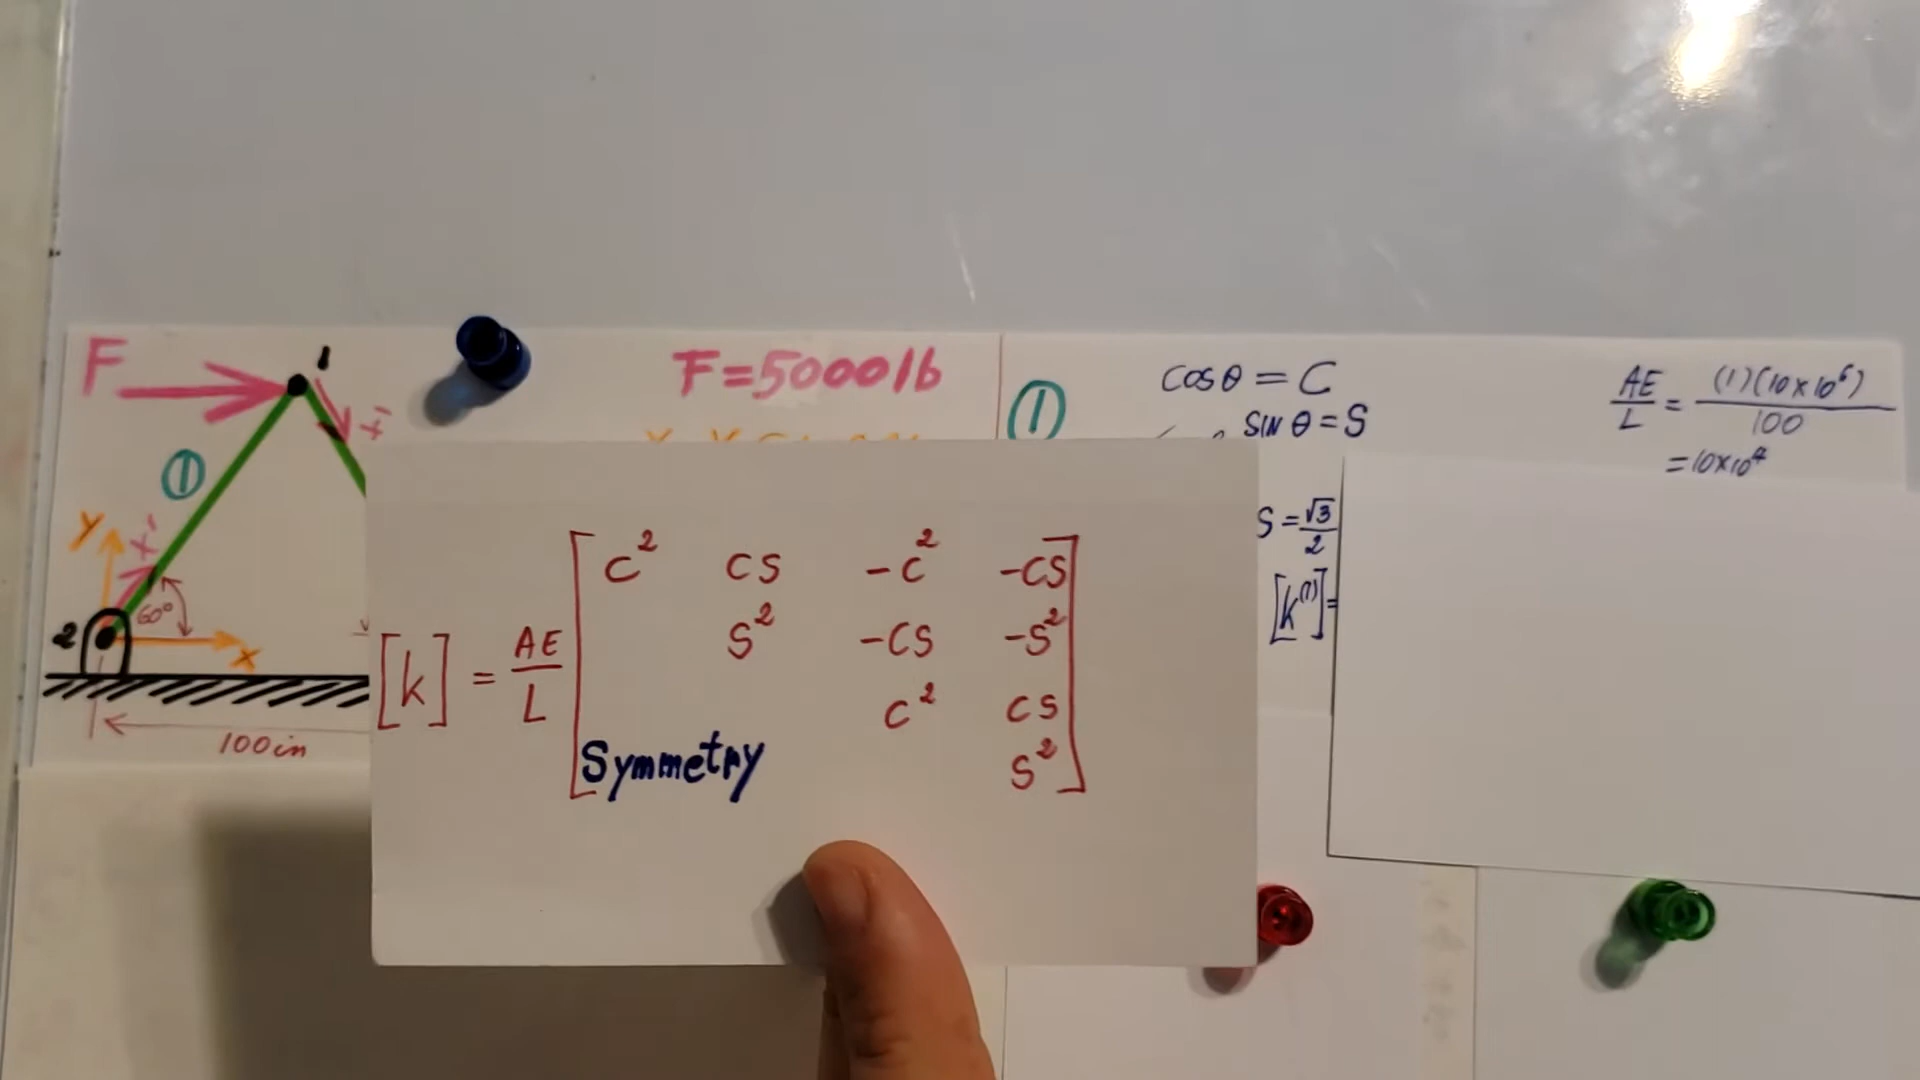 F
1
F=5000lb
x'
①
Y
x'
60°
2
x
100in
①
cosθ = C
SIN θ = S
AE/L = (1)(10×10⁶)/100
= 10×10⁴
S = √3/2
[k⁽¹⁾]=
[k] = AE/L
C² CS -C² -CS
S² -CS -S²
C² CS
Symmetry S²